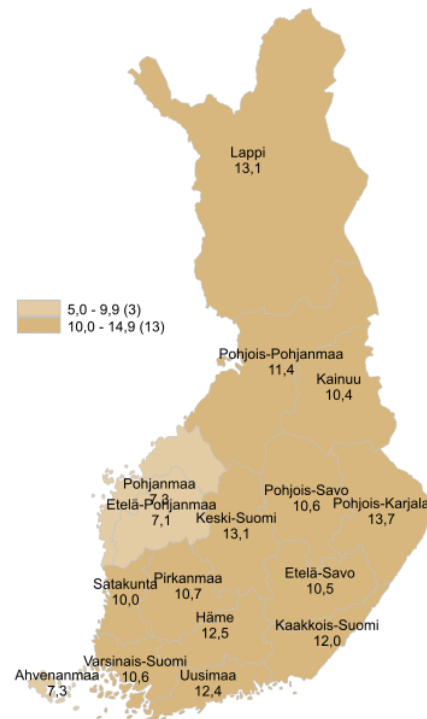 Lappi
13,1
5,0 - 9,9 (3)
10,0 - 14,9 (13)
Pohjois-Pohjanmaa
11,4
Kainuu
10,4
Pohjanmaa
7,3
Etelä-Pohjanmaa
7,1
Keski-Suomi
13,1
Pohjois-Savo
10,6
Pohjois-Karjala
13,7
Satakunta
10,0
Pirkanmaa
10,7
Etelä-Savo
10,5
Häme
12,5
Kaakkois-Suomi
12,0
Ahvenanmaa
7,3
Varsinais-Suomi
10,6
Uusimaa
12,4